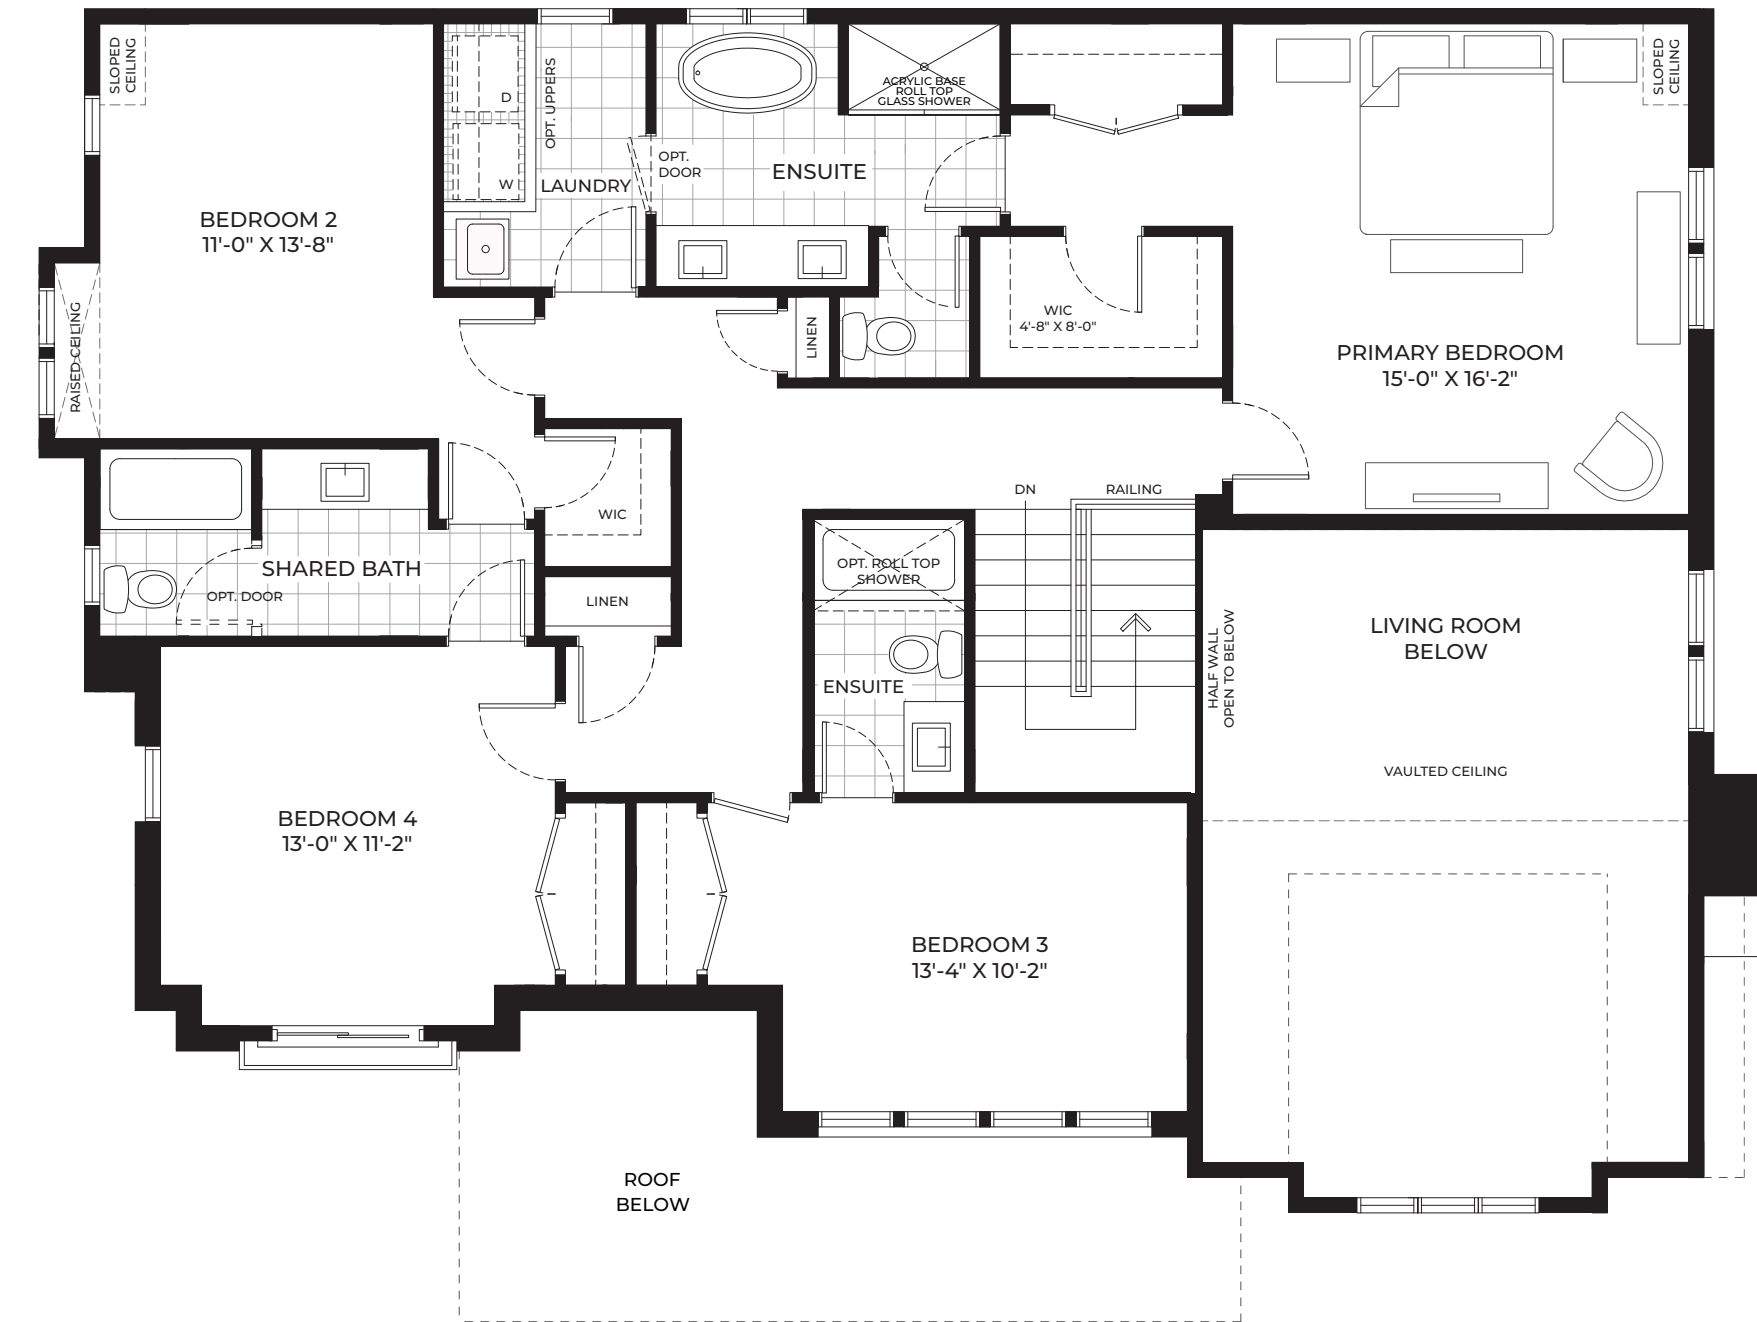 SLOPED
CEILING
D
OPT. UPPERS
W
LAUNDRY
OPT.
DOOR
ENSUITE
ACRYLIC BASE
ROLL TOP
GLASS SHOWER
SLOPED
CEILING
BEDROOM 2
11'-0" X 13'-8"
RAISED CEILING
LINEN
WIC
4'-8" X 8'-0"
PRIMARY BEDROOM
15'-0" X 16'-2"
WIC
DN
RAILING
SHARED BATH
OPT. DOOR
LINEN
OPT. ROLL TOP
SHOWER
ENSUITE
HALF WALL
OPEN TO BELOW
LIVING ROOM
BELOW
VAULTED CEILING
BEDROOM 4
13'-0" X 11'-2"
BEDROOM 3
13'-4" X 10'-2"
ROOF
BELOW